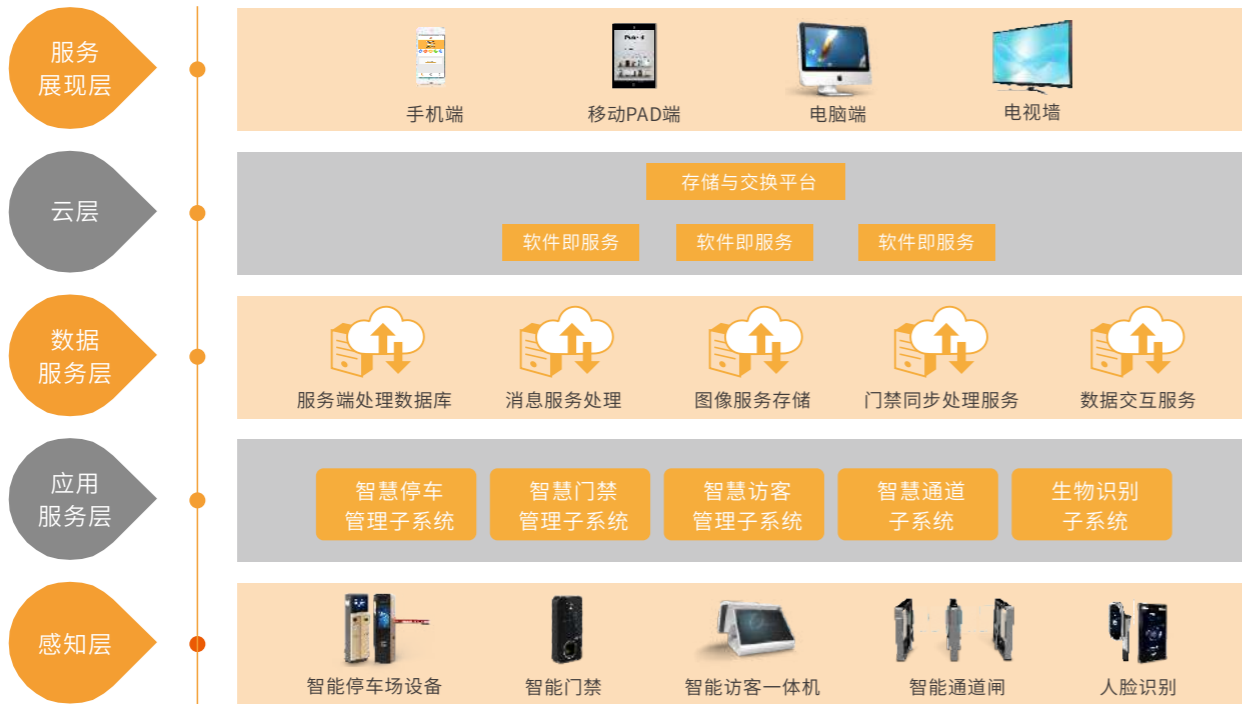 服务
展现层
手机端
移动PAD端
电脑端
电视墙
云层
存储与交换平台
软件即服务
软件即服务
软件即服务
数据
服务层
服务端处理数据库
消息服务处理
图像服务存储
门禁同步处理服务
数据交互服务
应用
服务层
智慧停车
管理子系统
智慧门禁
管理子系统
智慧访客
管理子系统
智慧通道
子系统
生物识别
子系统
感知层
智能停车场设备
智能门禁
智能访客一体机
智能通道闸
人脸识别